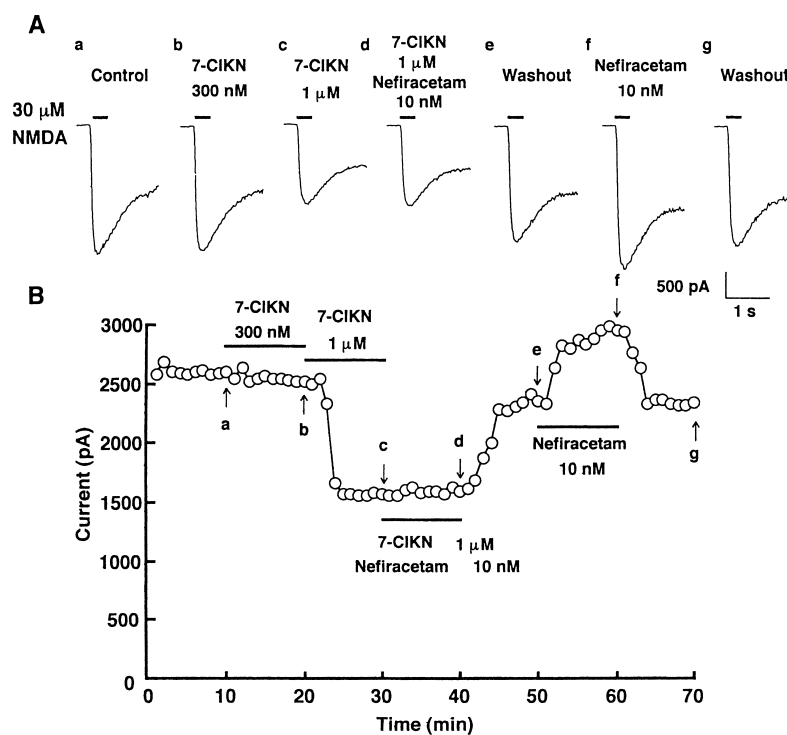 A
a
b
c
d
e
f
g
Control
7-ClKN
300 nM
7-ClKN
1 μM
7-ClKN
1 μM
Nefiracetam
10 nM
Washout
Nefiracetam
10 nM
Washout
30 μM
NMDA
500 pA
1 s
B
7-ClKN
300 nM
7-ClKN
1 μM
f
e
a
b
c
d
g
Nefiracetam
10 nM
7-ClKN 1 μM
Nefiracetam 10 nM
Current (pA)
3000
2500
2000
1500
1000
500
0
0 10 20 30 40 50 60 70
Time (min)